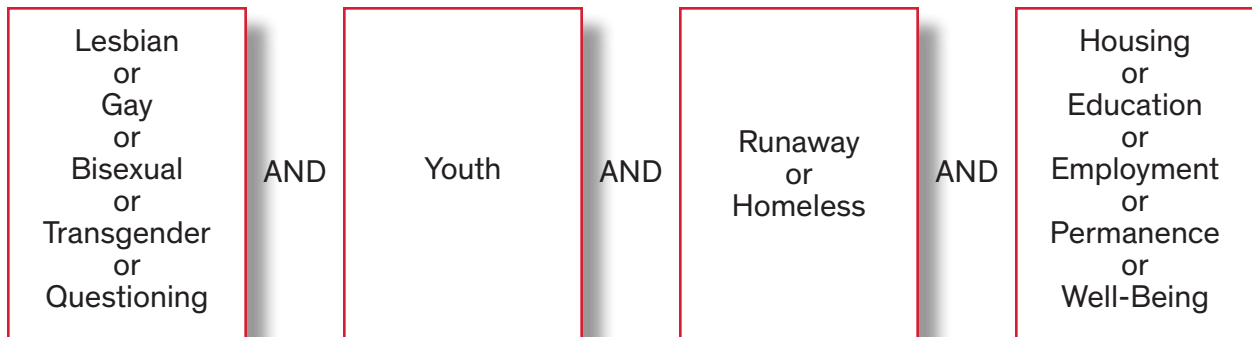 Lesbian
or
Gay
or
Bisexual
or
Transgender
or
Questioning
AND
Youth
AND
Runaway
or
Homeless
AND
Housing
or
Education
or
Employment
or
Permanence
or
Well-Being